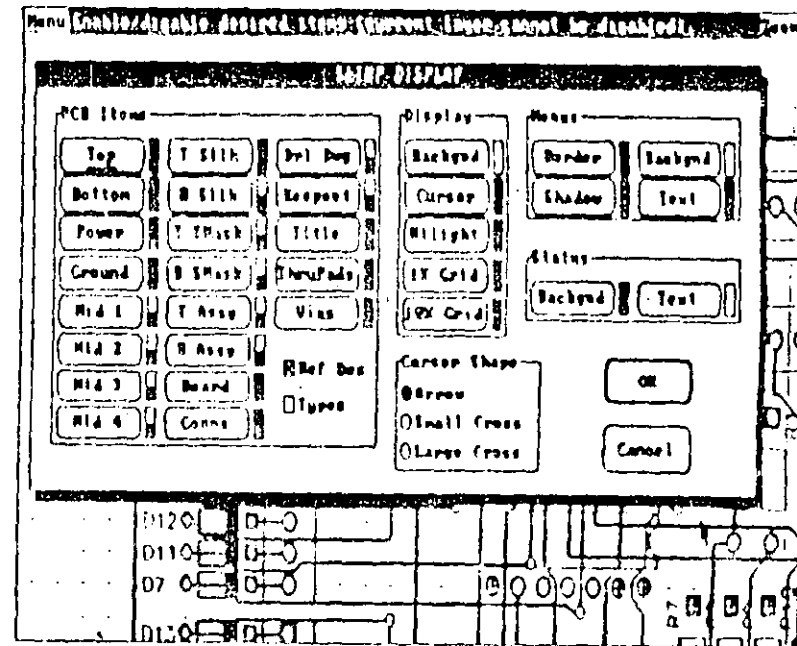 Menu Enable/disable desired items (current layer cannot be disabled).
SETUP DISPLAY
PCB Items
Top
Bottom
Power
Ground
Mid 1
Mid 2
Mid 3
Mid 4
T Silk
B Silk
T SMask
B SMask
T Assy
B Assy
Board
Conns
Drl Dwg
Keepout
Title
ThruPads
Vias
Ref Des
Types
Display
Backgnd
Cursor
Hilight
1X Grid
10X Grid
Cursor Shape
Arrow
Small Cross
Large Cross
Menus
Border
Backgnd
Shadow
Text
Status
Backgnd
Text
OK
Cancel
D12
D11
D7
R7